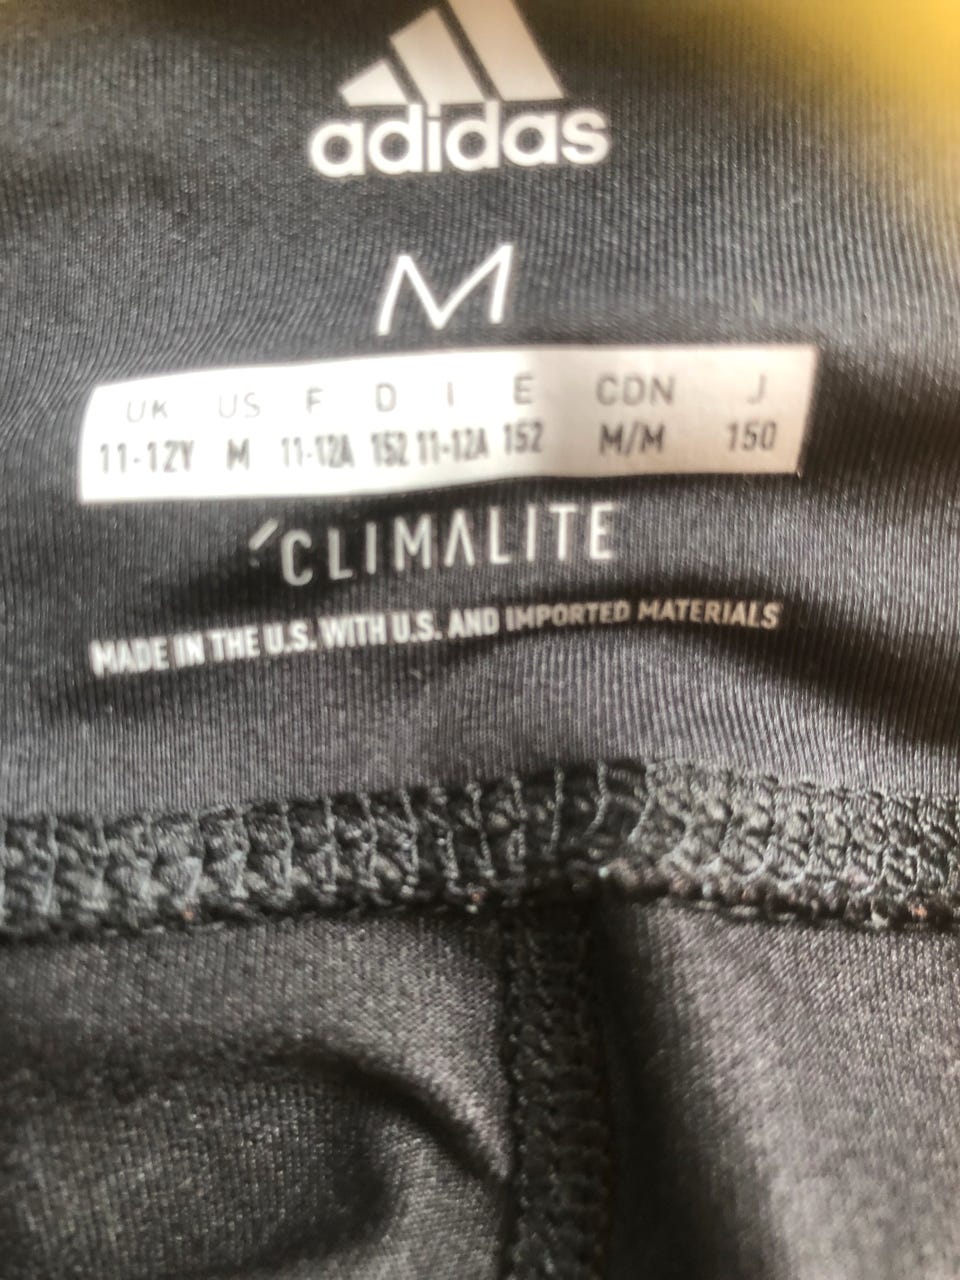 adidas
M
UK US F D I E CDN J
11-12Y M 11-12A 152 11-12A 152 M/M 150
CLIMALITE
MADE IN THE U.S. WITH U.S. AND IMPORTED MATERIALS